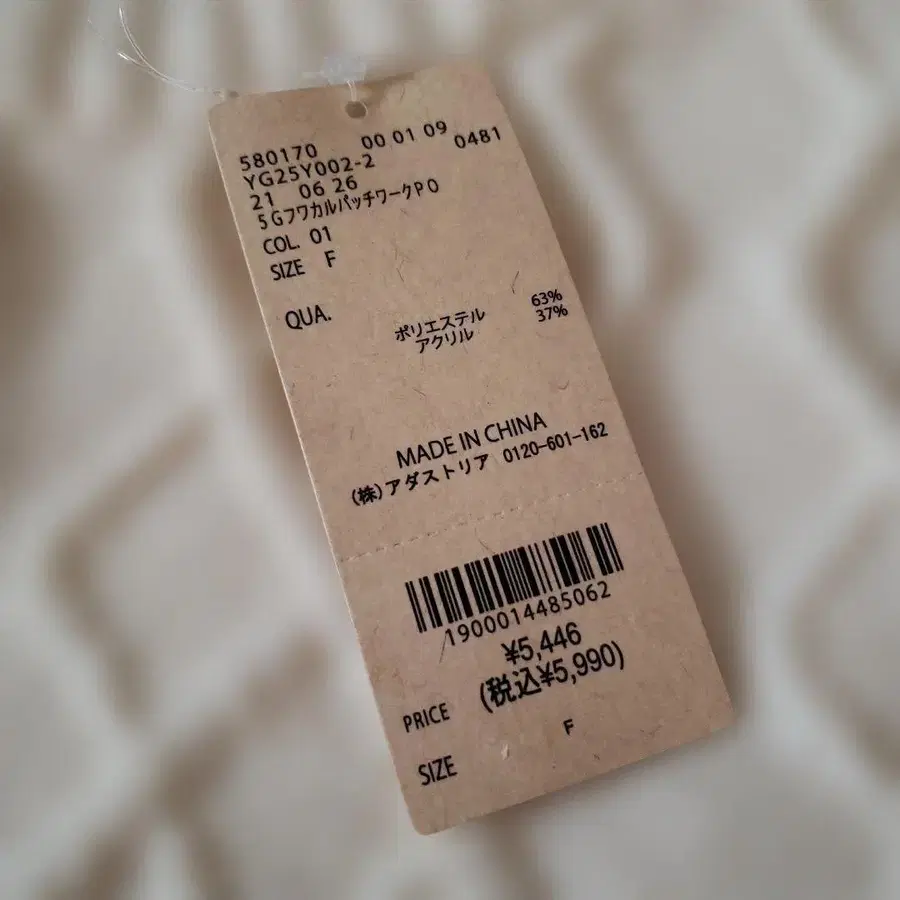 580170 00 01 09
YG25Y002-2 0481
21 06 26
5GフワカルパッチワークPO
COL. 01
SIZE F
QUA. ポリエステル 63%
アクリル 37%
MADE IN CHINA
(株)アダストリア 0120-601-162
1900014485062
¥5,446
PRICE (税込¥5,990)
SIZE F